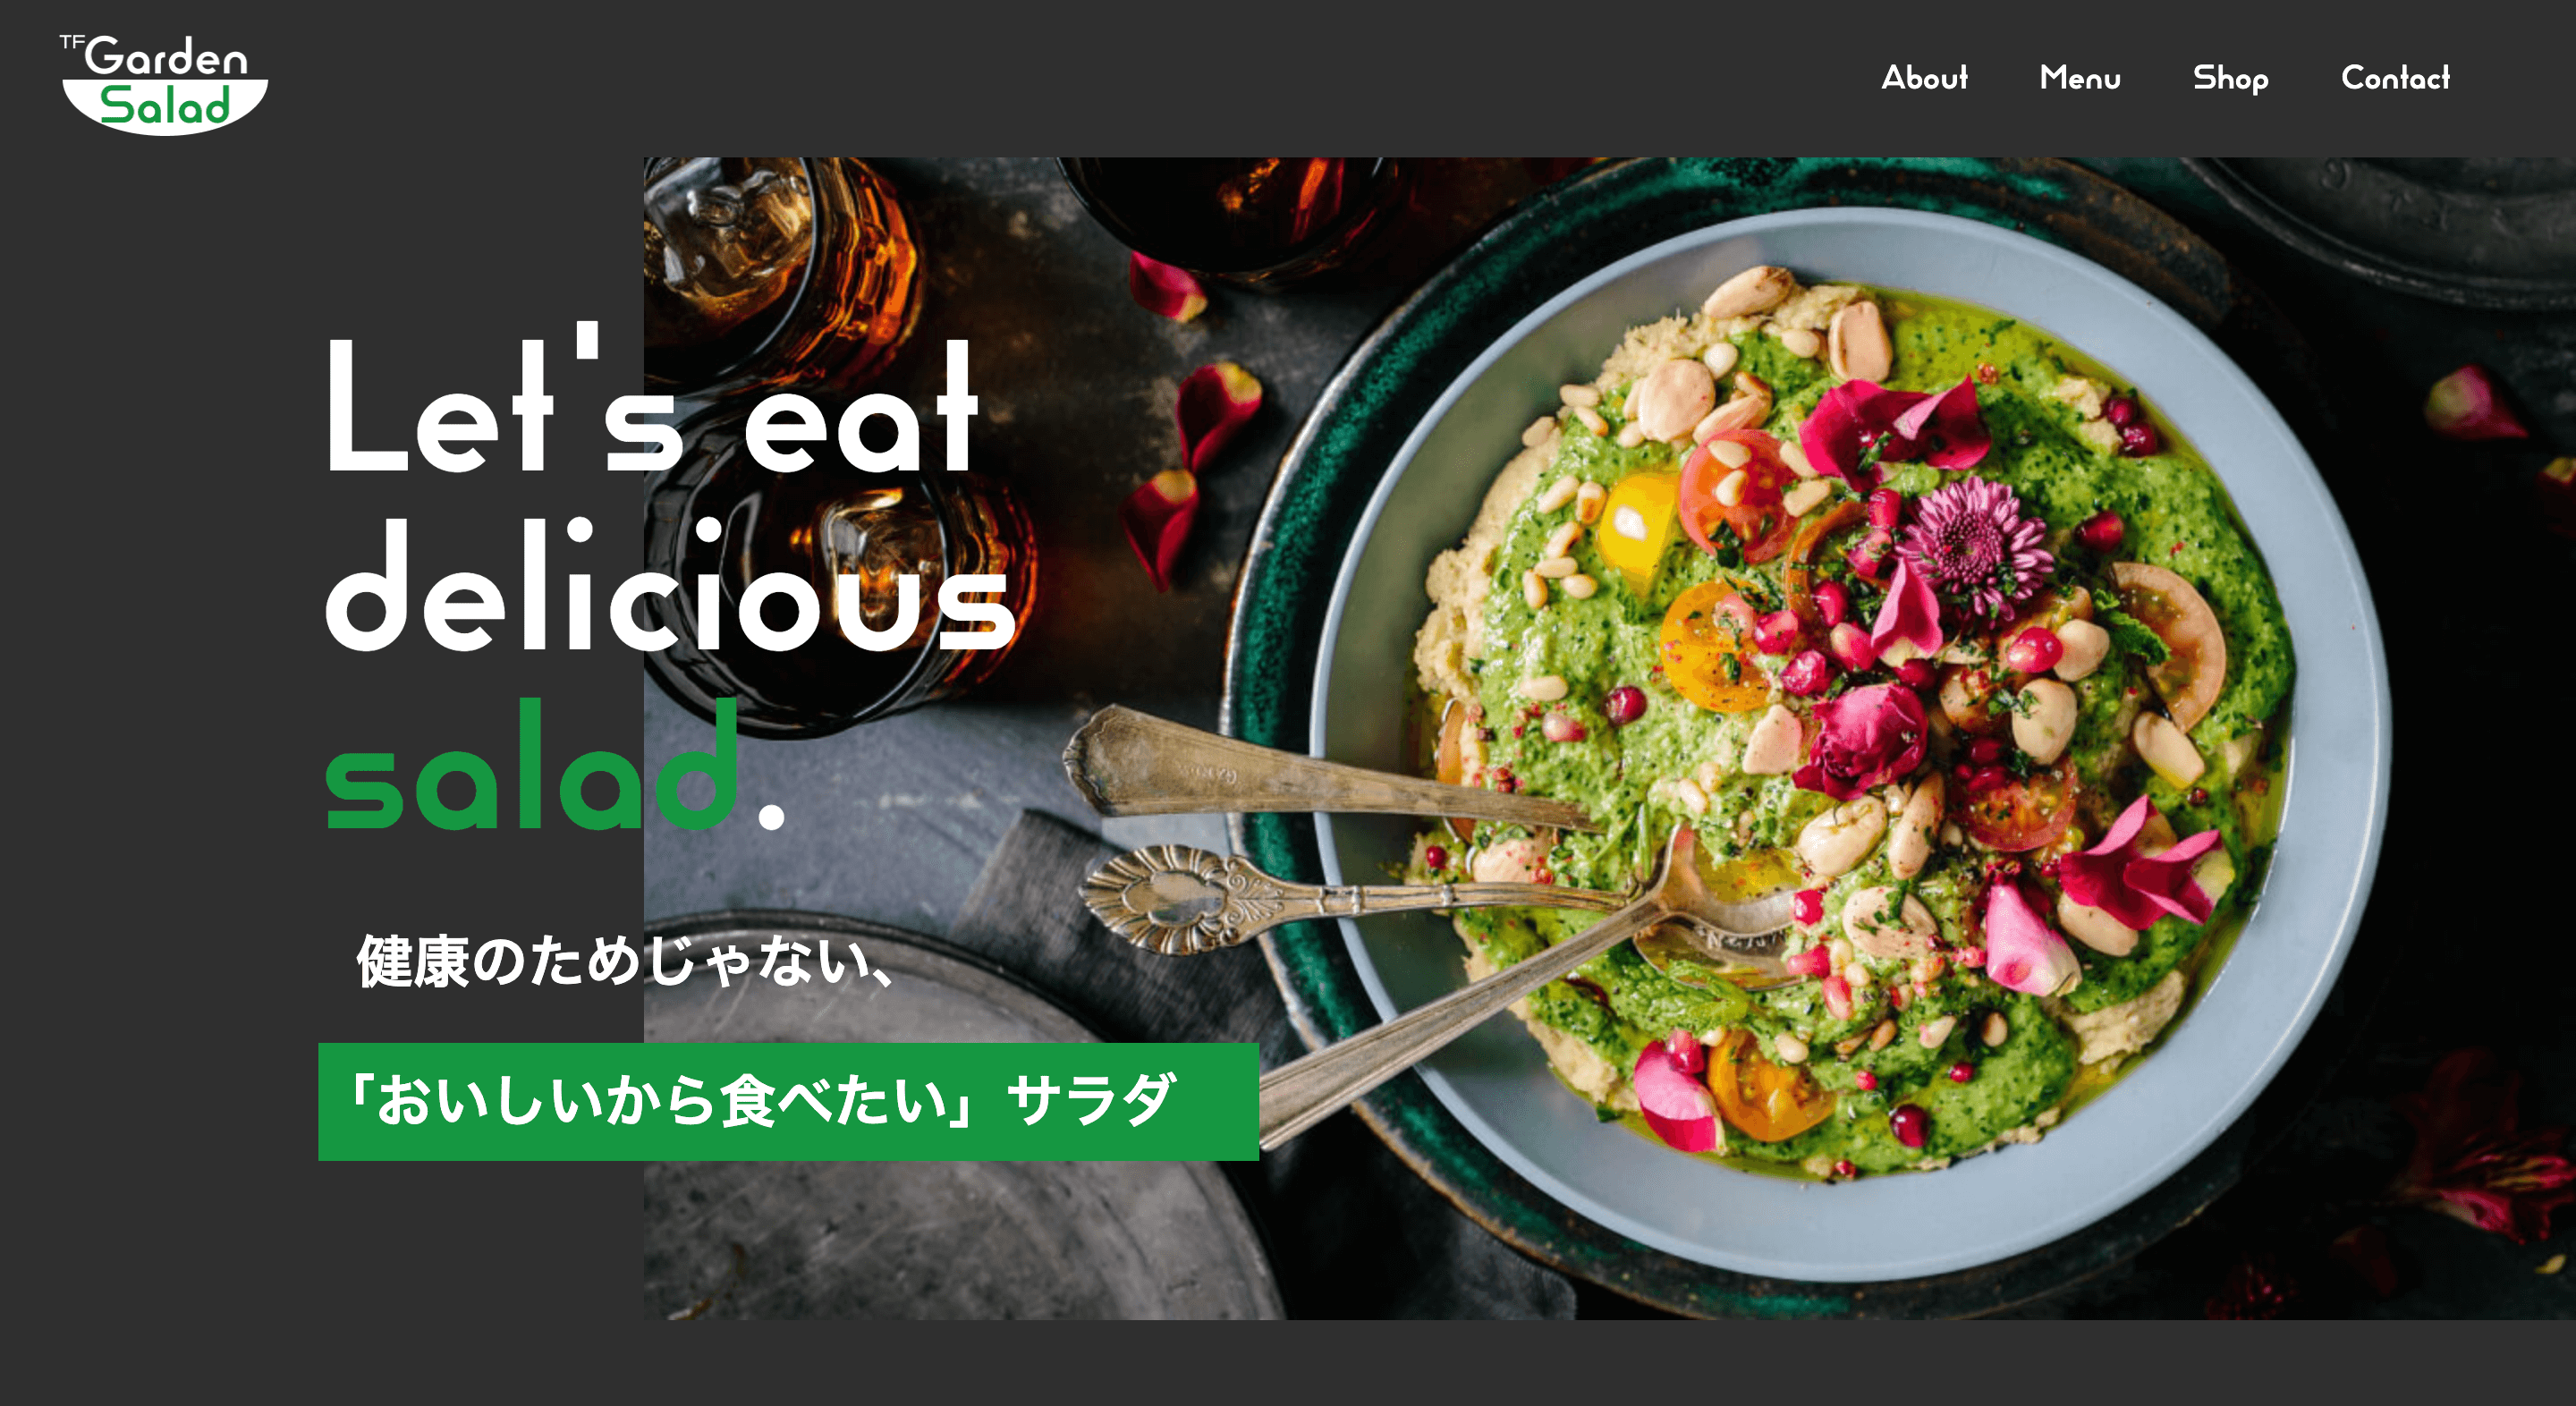 TF Garden
Salad
About Menu Shop Contact
Let's eat
delicious
salad.
健康のためじゃない、
「おいしいから食べたい」サラダ